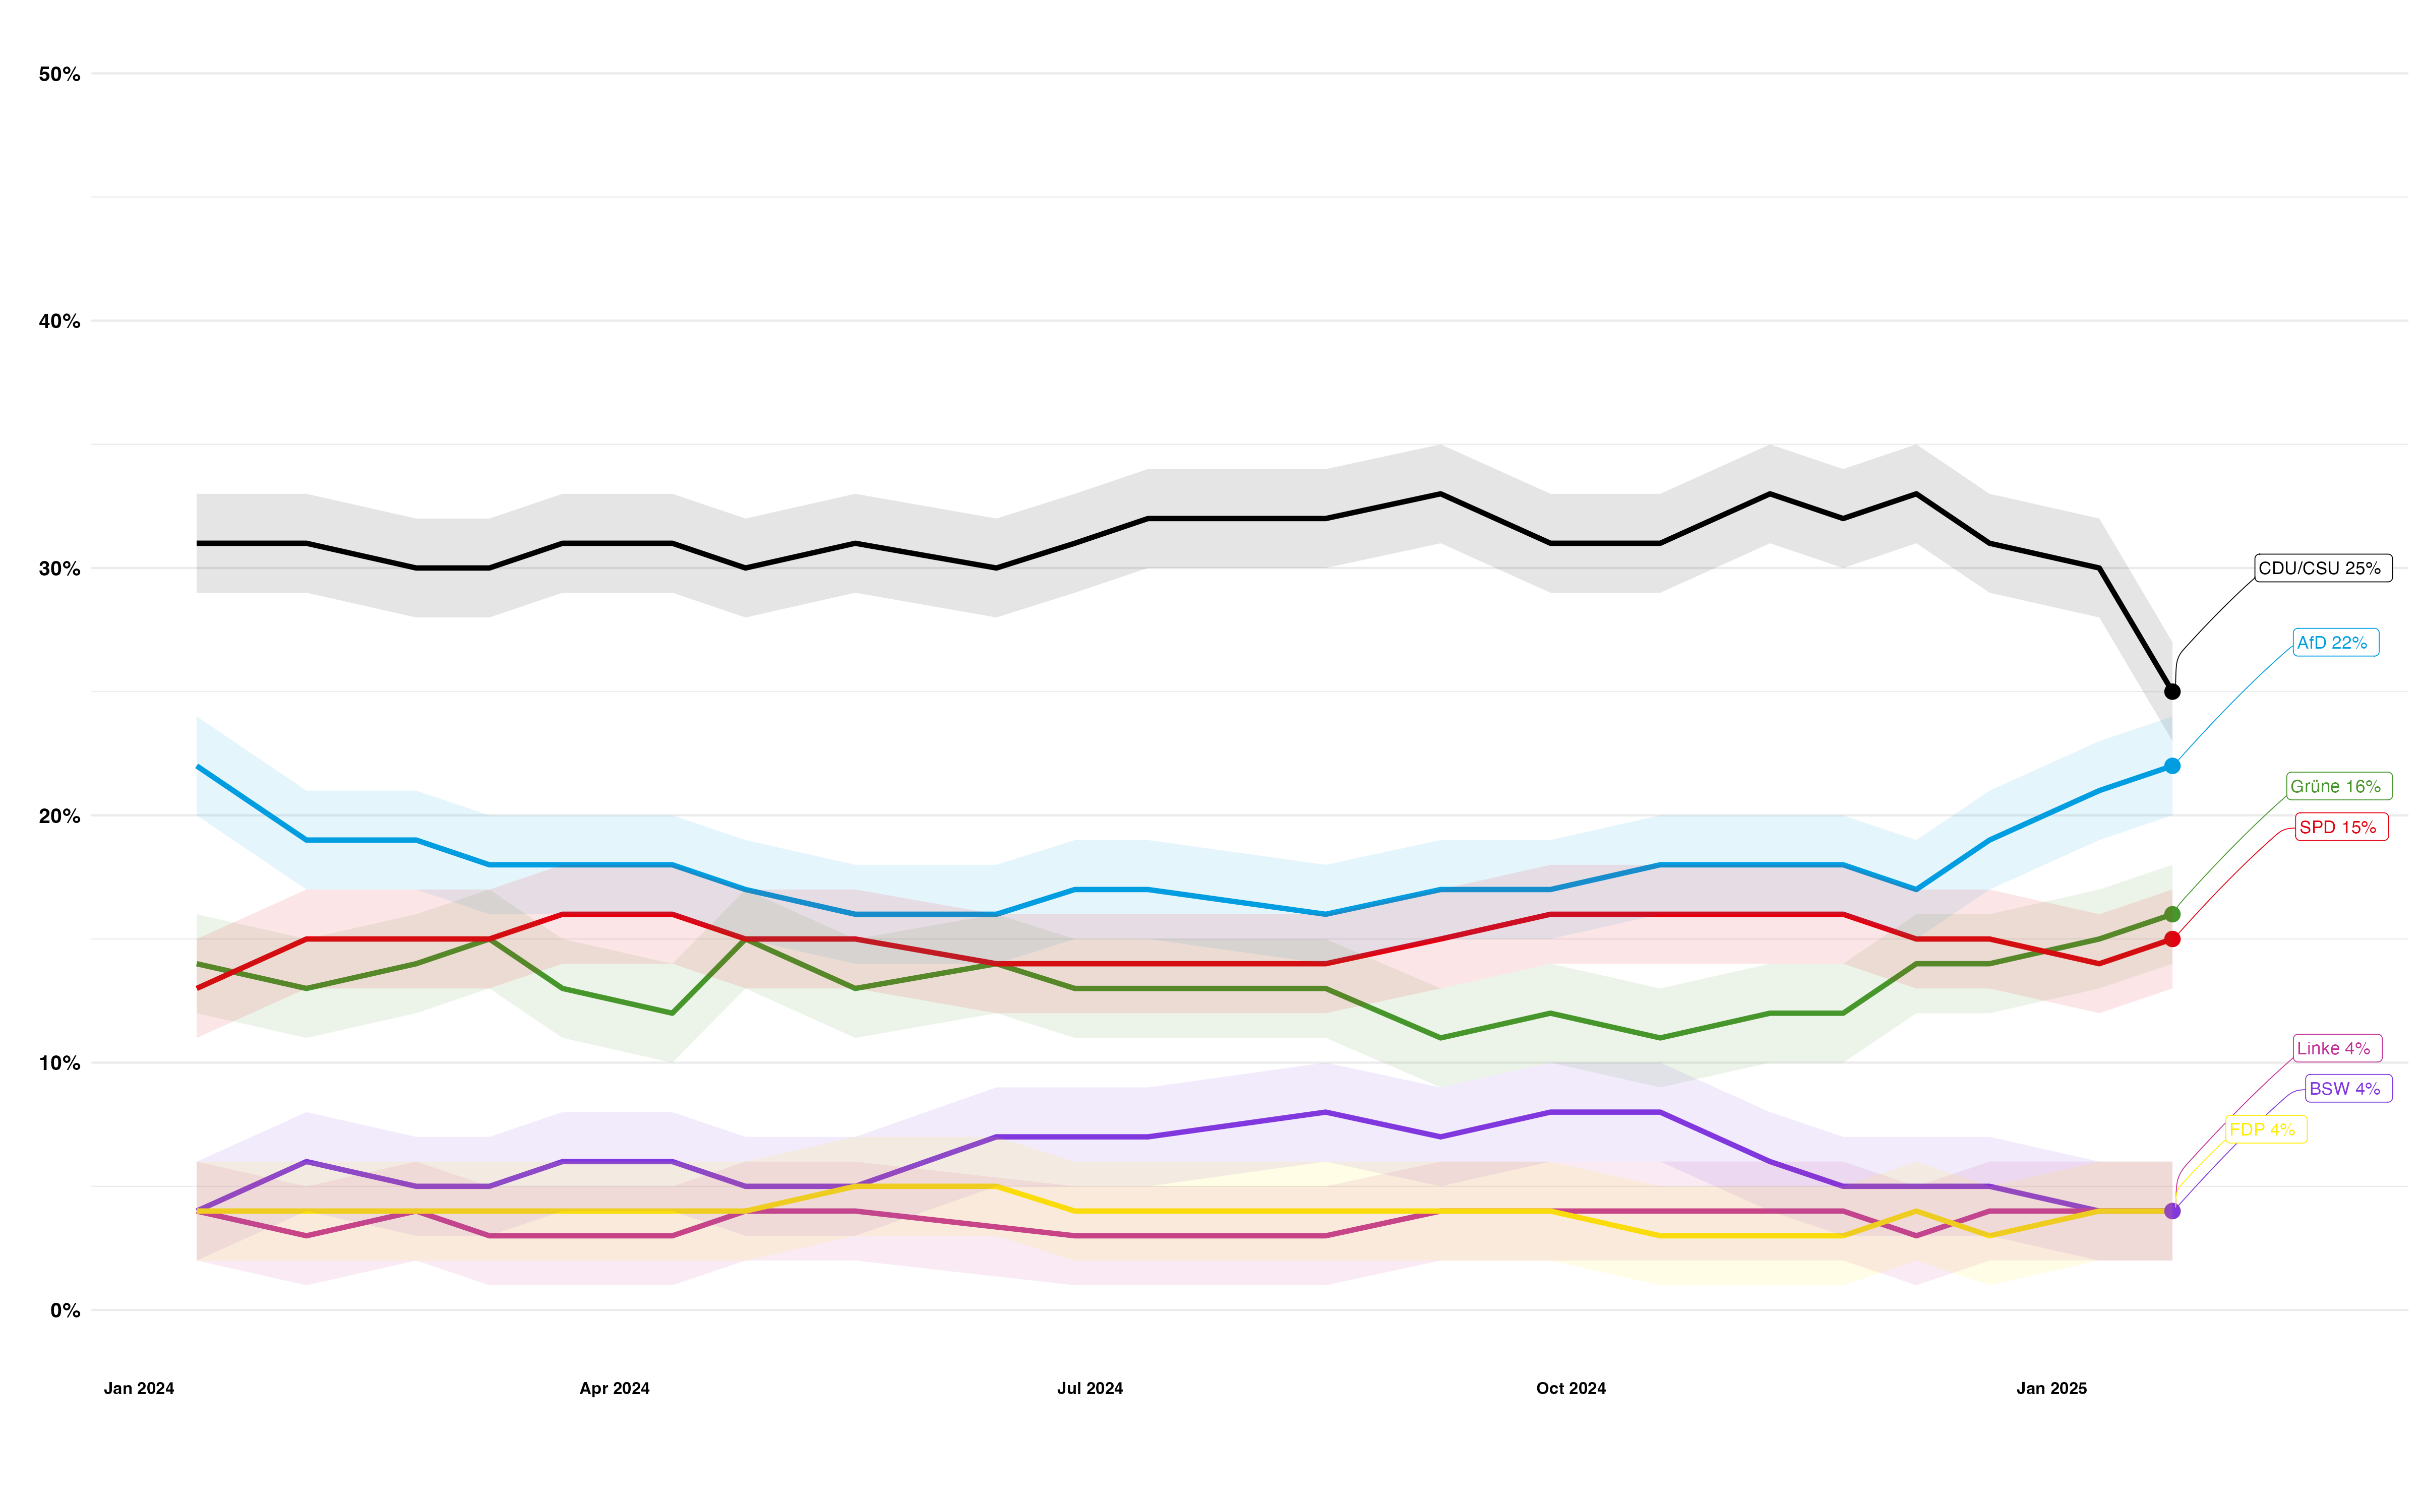 50%
40%
30%
20%
10%
0%
CDU/CSU 25%
AfD 22%
Grüne 16%
SPD 15%
Linke 4%
BSW 4%
FDP 4%
Jan 2024
Apr 2024
Jul 2024
Oct 2024
Jan 2025